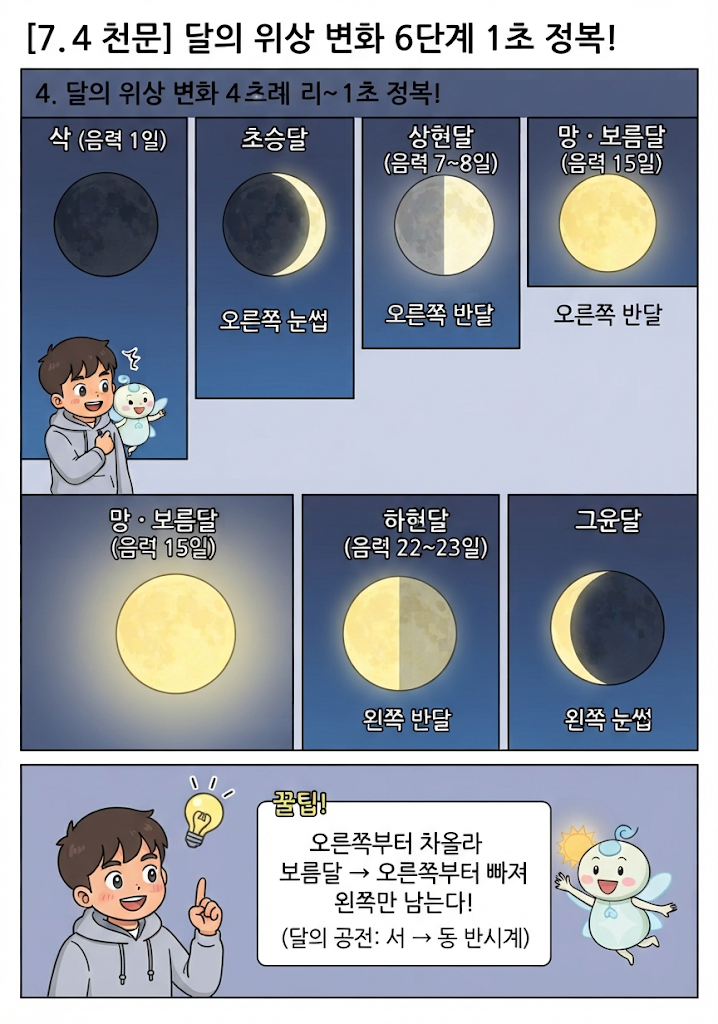 [7.4 천문] 달의 위상 변화 6단계 1초 정복!
4. 달의 위상 변화 4츠례 리~1초 정복!
삭 (음력 1일)
초승달
오른쪽 눈썹
상현달
(음력 7~8일)
오른쪽 반달
망·보름달
(음력 15일)
오른쪽 반달
망·보름달
(음력 15일)
하현달
(음력 22~23일)
왼쪽 반달
그윤달
왼쪽 눈썹
꿀팁!
오른쪽부터 차올라
보름달 → 오른쪽부터 빠져
왼쪽만 남는다!
(달의 공전: 서 → 동 반시계)